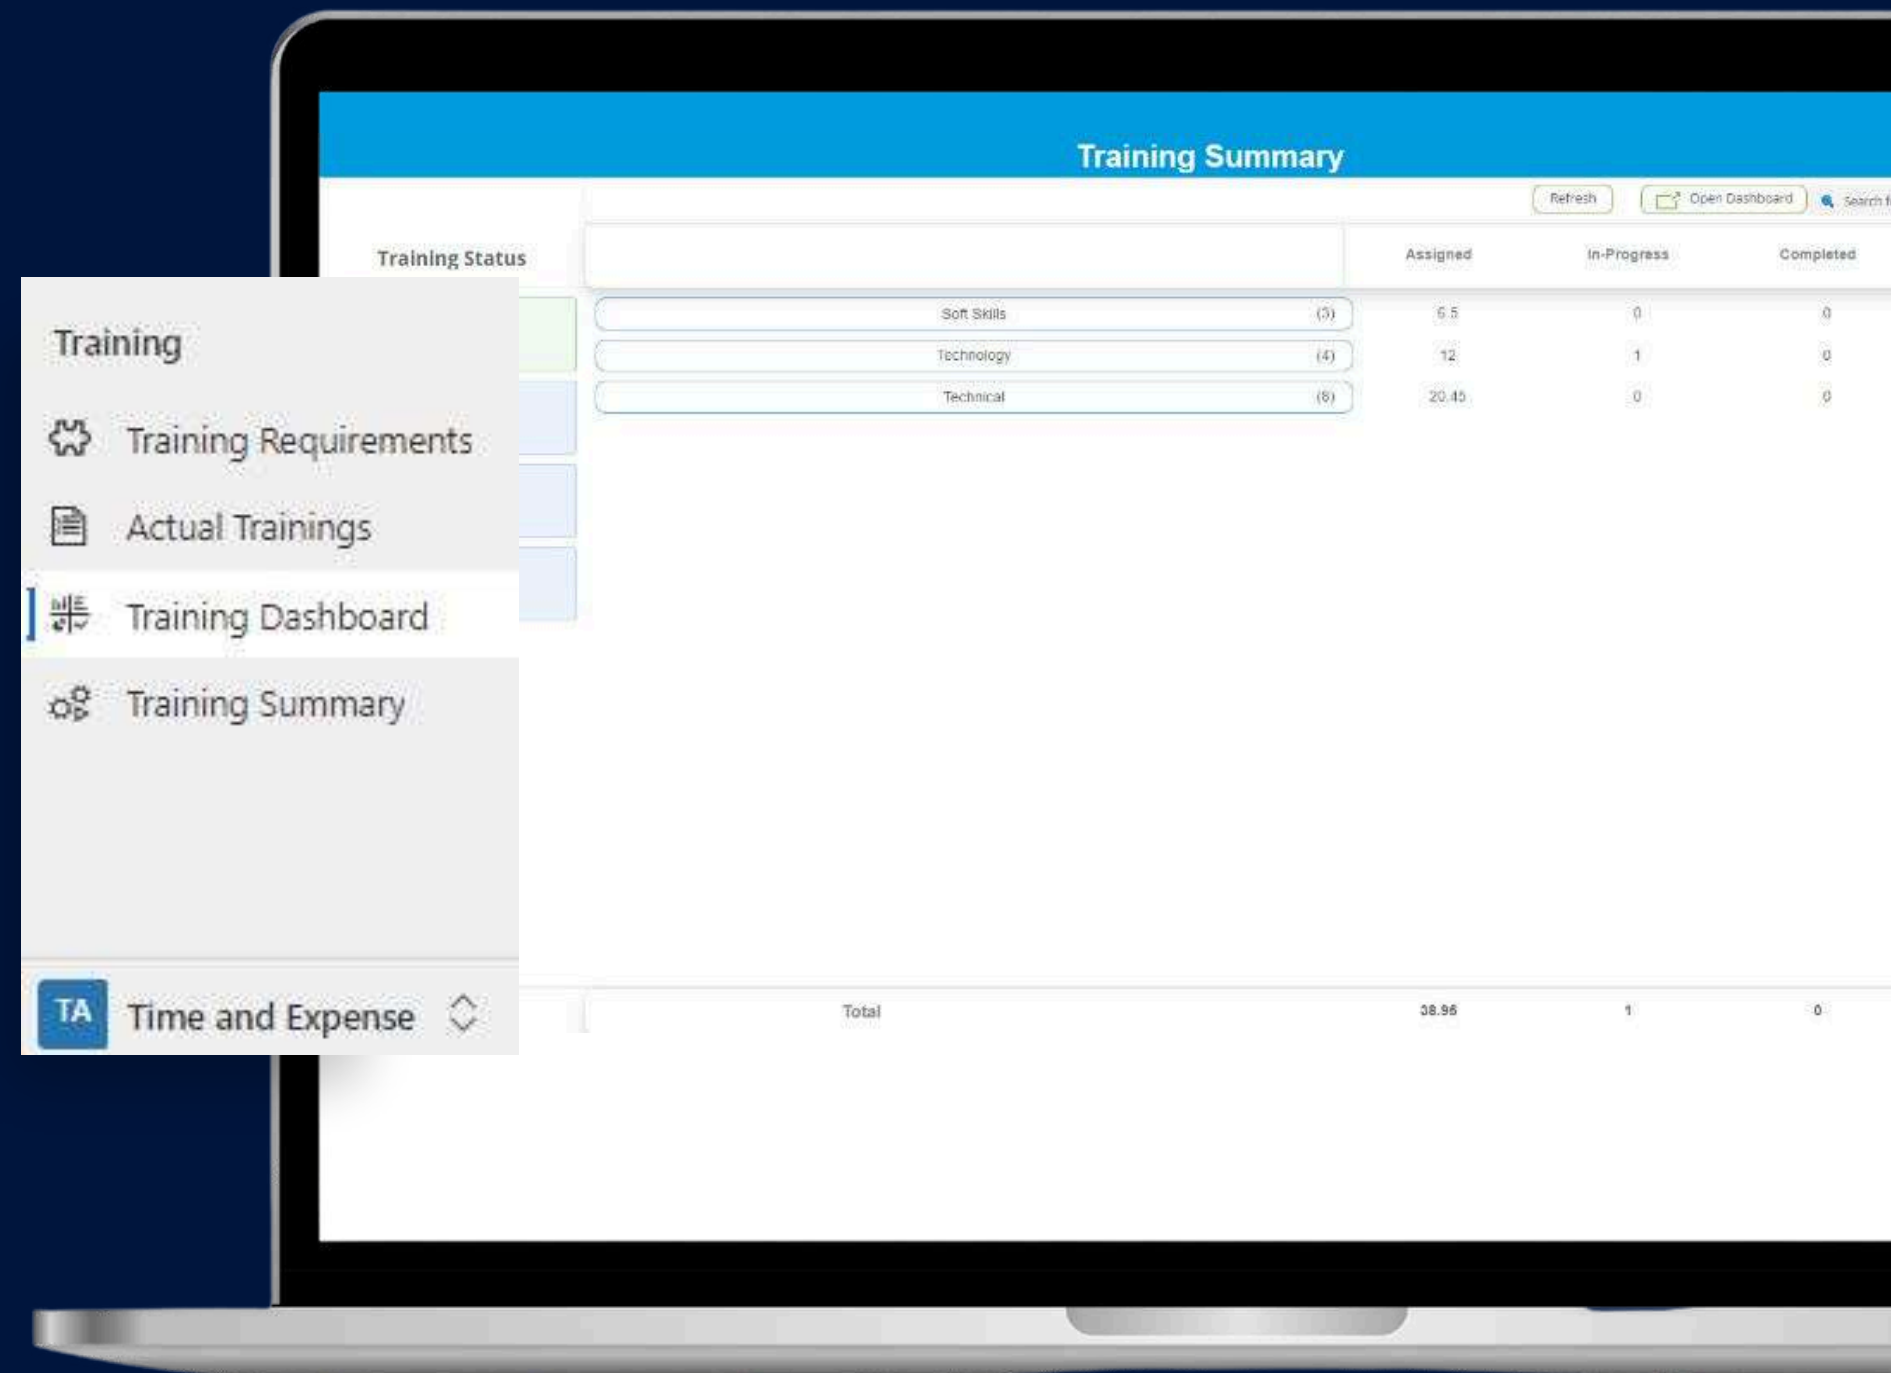 Training Summary
Refresh
Open Dashboard
Search
Training Status
Assigned In-Progress Completed
Soft Skills (3) 6.5 0 0
Technology (4) 12 1 0
Technical (8) 20.45 0 0
Total 38.95 1 0
Training
Training Requirements
Actual Trainings
Training Dashboard
Training Summary
TA Time and Expense